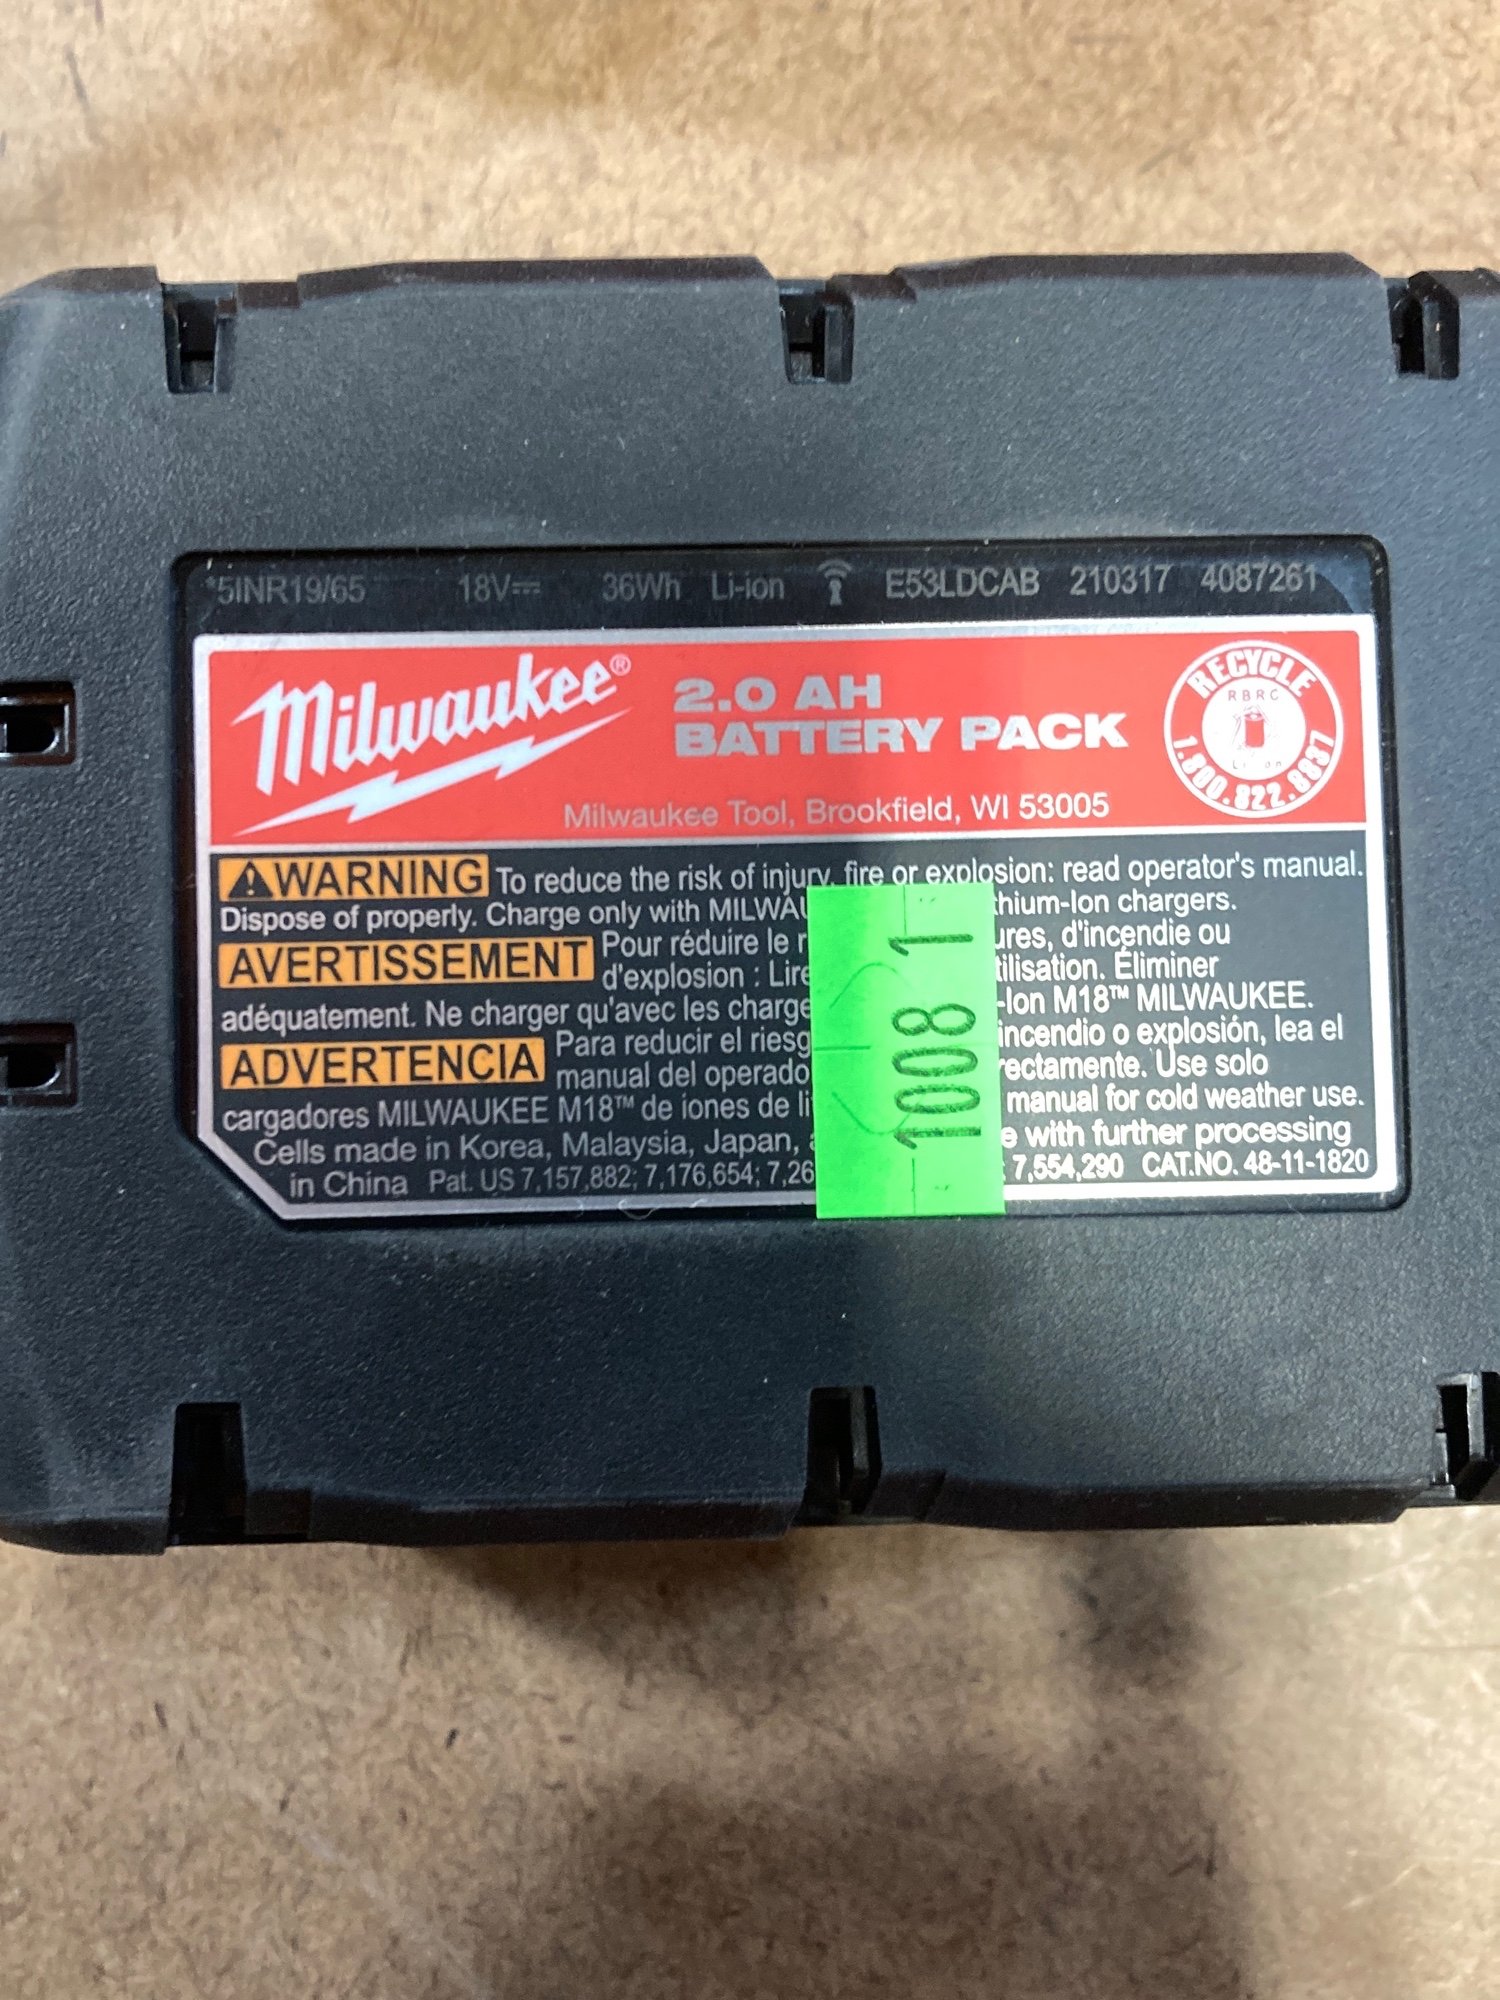 *5INR19/65 18V⎓ 36Wh Li-ion E53LDCAB 210317 4087261
Milwaukee®
2.0 AH
BATTERY PACK
Milwaukee Tool, Brookfield, WI 53005
RECYCLE
RBRC
Li-Ion
1.800.822.8837
⚠WARNING To reduce the risk of injury, fire or explosion: read operator's manual.
Dispose of properly. Charge only with MILWAU thium-Ion chargers.
AVERTISSEMENT Pour réduire le r ures, d'incendie ou
d'explosion : Lire tilisation. Éliminer
adéquatement. Ne charger qu'avec les charge -Ion M18™ MILWAUKEE.
ADVERTENCIA Para reducir el riesg incendio o explosión, lea el
manual del operado rectamente. Use solo
cargadores MILWAUKEE M18™ de iones de li manual for cold weather use.
Cells made in Korea, Malaysia, Japan, a e with further processing
in China Pat. US 7,157,882; 7,176,654; 7,26 ; 7,554,290 CAT.NO. 48-11-1820
1008 1